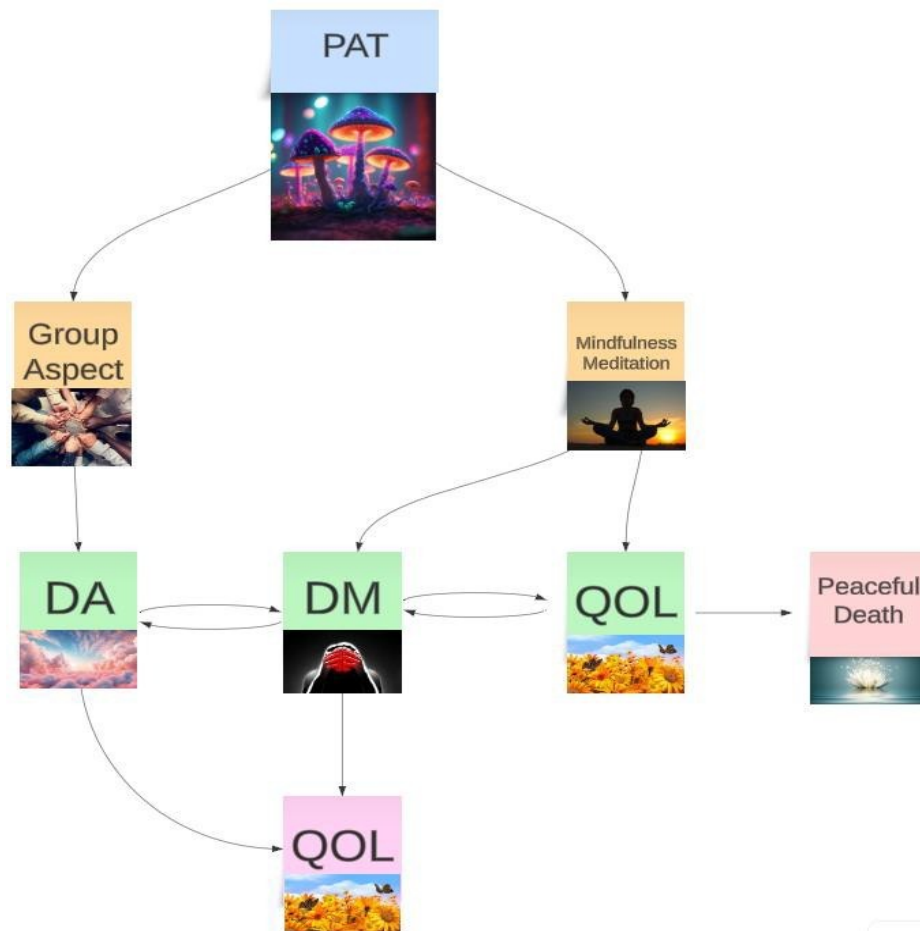 PAT
Group
Aspect
Mindfulness
Meditation
DA
DM
QOL
Peaceful
Death
QOL